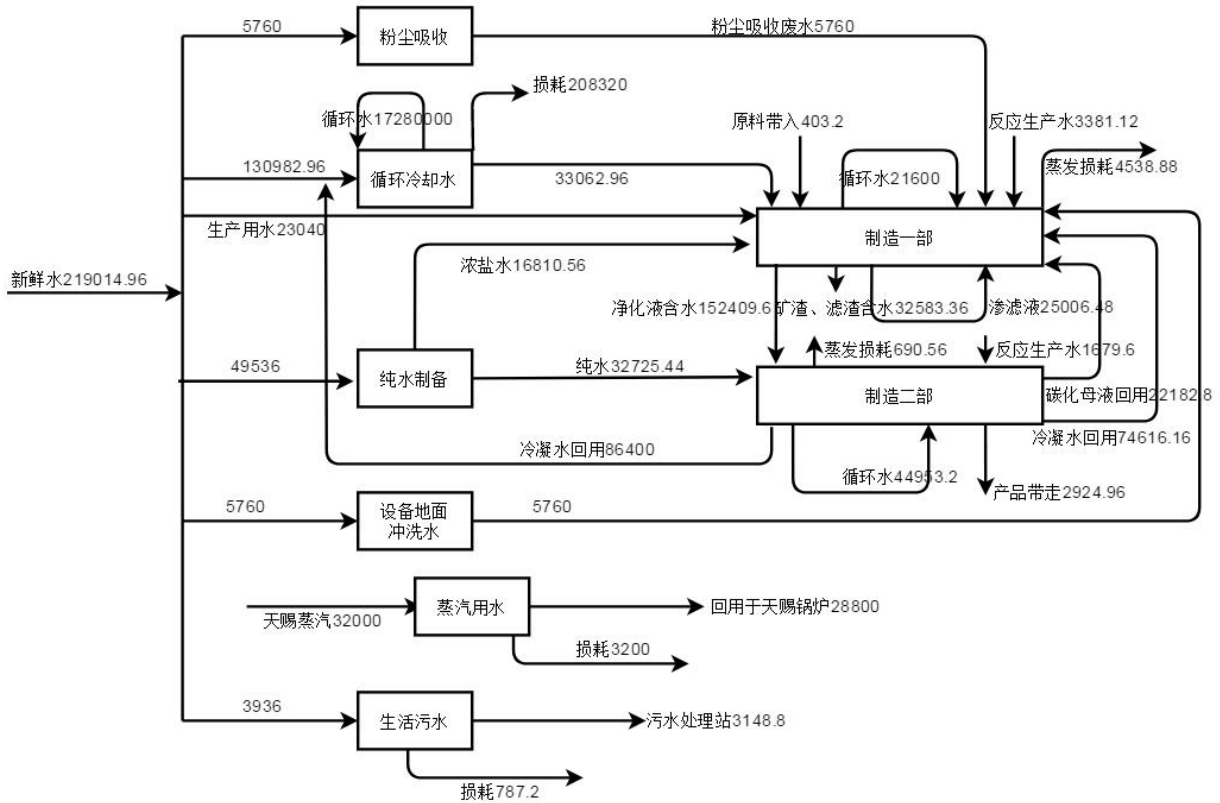 5760
粉尘吸收
粉尘吸收废水5760
损耗208320
循环水17280000
原料带入403.2
反应生产水3381.12
130982.96
循环冷却水
33062.96
循环水21600
蒸发损耗4538.88
生产用水23040
制造一部
浓盐水16810.56
新鲜水219014.96
净化液含水152409.6
矿渣、滤渣含水32583.36
渗滤液25006.48
蒸发损耗690.56
反应生产水1679.6
49536
纯水制备
纯水32725.44
制造二部
碳化母液回用22182.8
冷凝水回用86400
冷凝水回用74616.16
循环水44953.2
产品带走2924.96
5760
设备地面
冲洗水
5760
天赐蒸汽32000
蒸汽用水
回用于天赐锅炉28800
损耗3200
3936
生活污水
污水处理站3148.8
损耗787.2